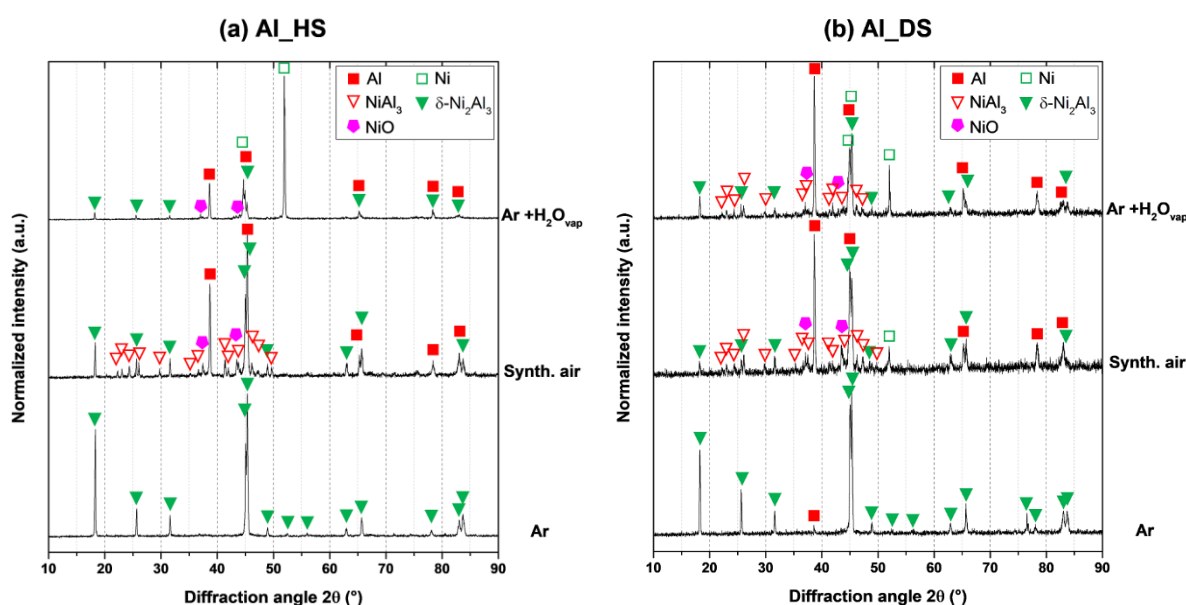 (a) Al_HS
Al
Ni
NiAl₃
δ-Ni₂Al₃
NiO
Ar +H₂O_vap
Synth. air
Ar
Normalized intensity (a.u.)
10 20 30 40 50 60 70 80 90
Diffraction angle 2θ (°)
(b) Al_DS
Al
Ni
NiAl₃
δ-Ni₂Al₃
NiO
Ar +H₂O_vap
Synth. air
Ar
Normalized intensity (a.u.)
10 20 30 40 50 60 70 80 90
Diffraction angle 2θ (°)